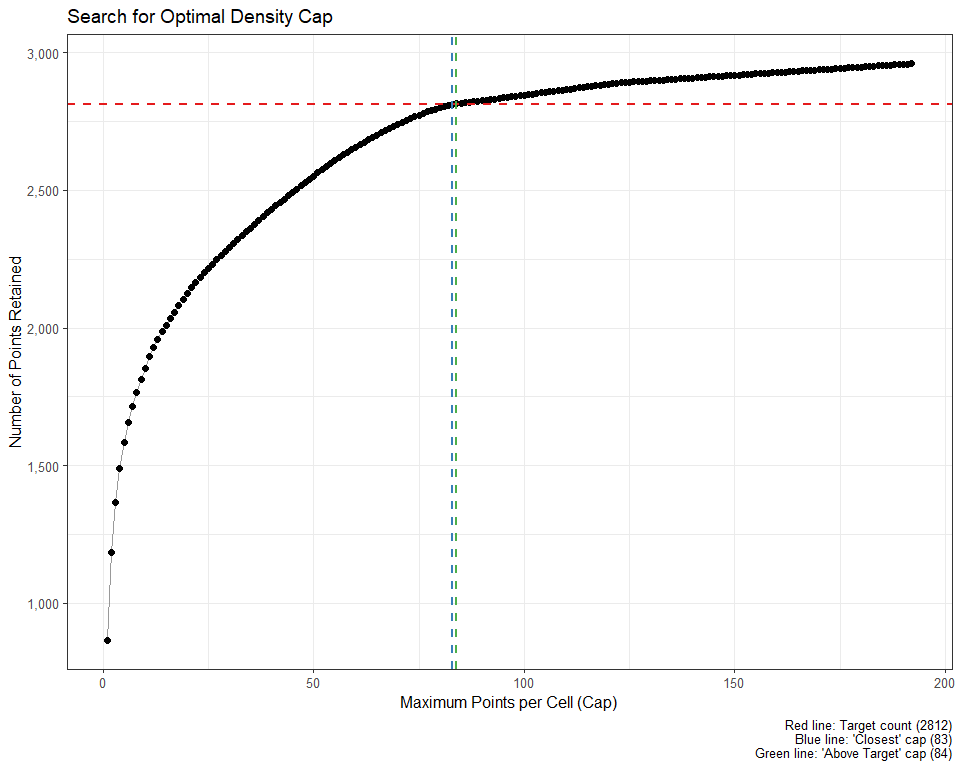 Search for Optimal Density Cap
3,000
2,500
2,000
1,500
1,000
Number of Points Retained
0 50 100 150 200
Maximum Points per Cell (Cap)
Red line: Target count (2812)
Blue line: 'Closest' cap (83)
Green line: 'Above Target' cap (84)